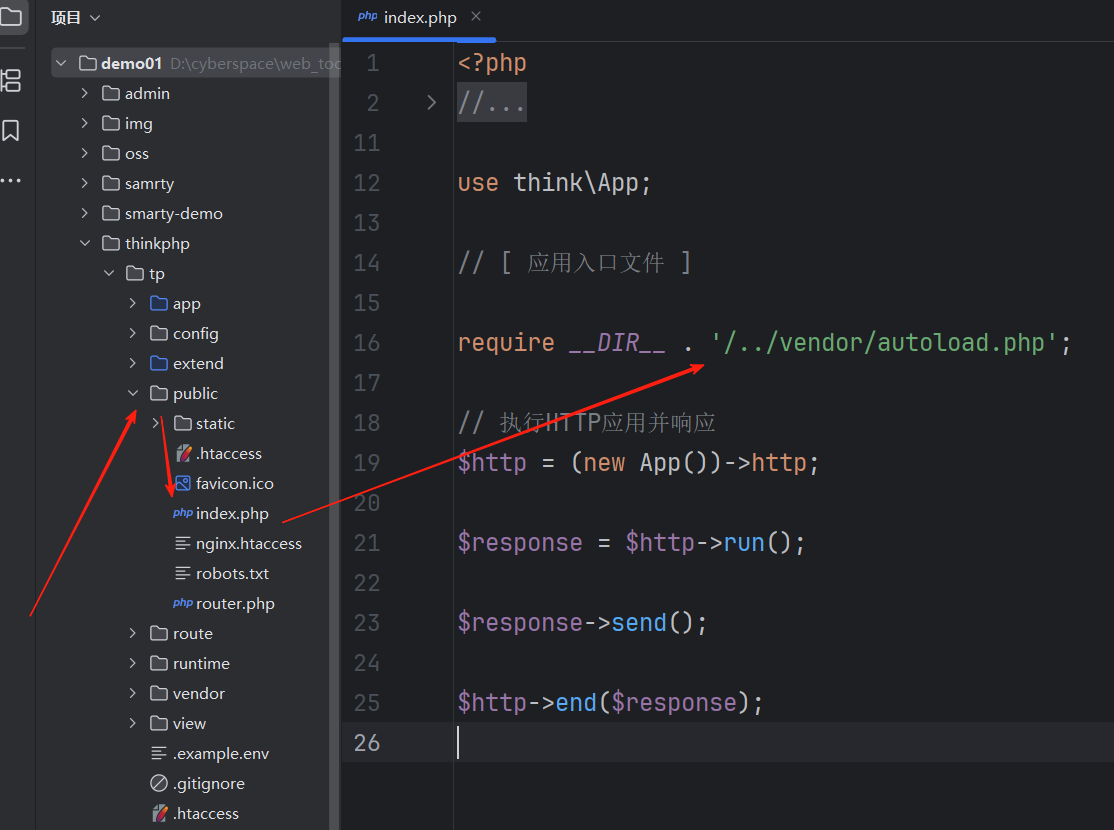 项目
demo01 D:\cyberspace\web_too
admin
img
oss
samrty
smarty-demo
thinkphp
tp
app
config
extend
public
static
.htaccess
favicon.ico
php index.php
nginx.htaccess
robots.txt
php router.php
route
runtime
vendor
view
.example.env
.gitignore
.htaccess
php index.php
1 <?php
2 //...
11
12 use think\App;
13
14 // [ 应用入口文件 ]
15
16 require __DIR__ . '/../vendor/autoload.php';
17
18 // 执行HTTP应用并响应
19 $http = (new App())->http;
20
21 $response = $http->run();
22
23 $response->send();
24
25 $http->end($response);
26